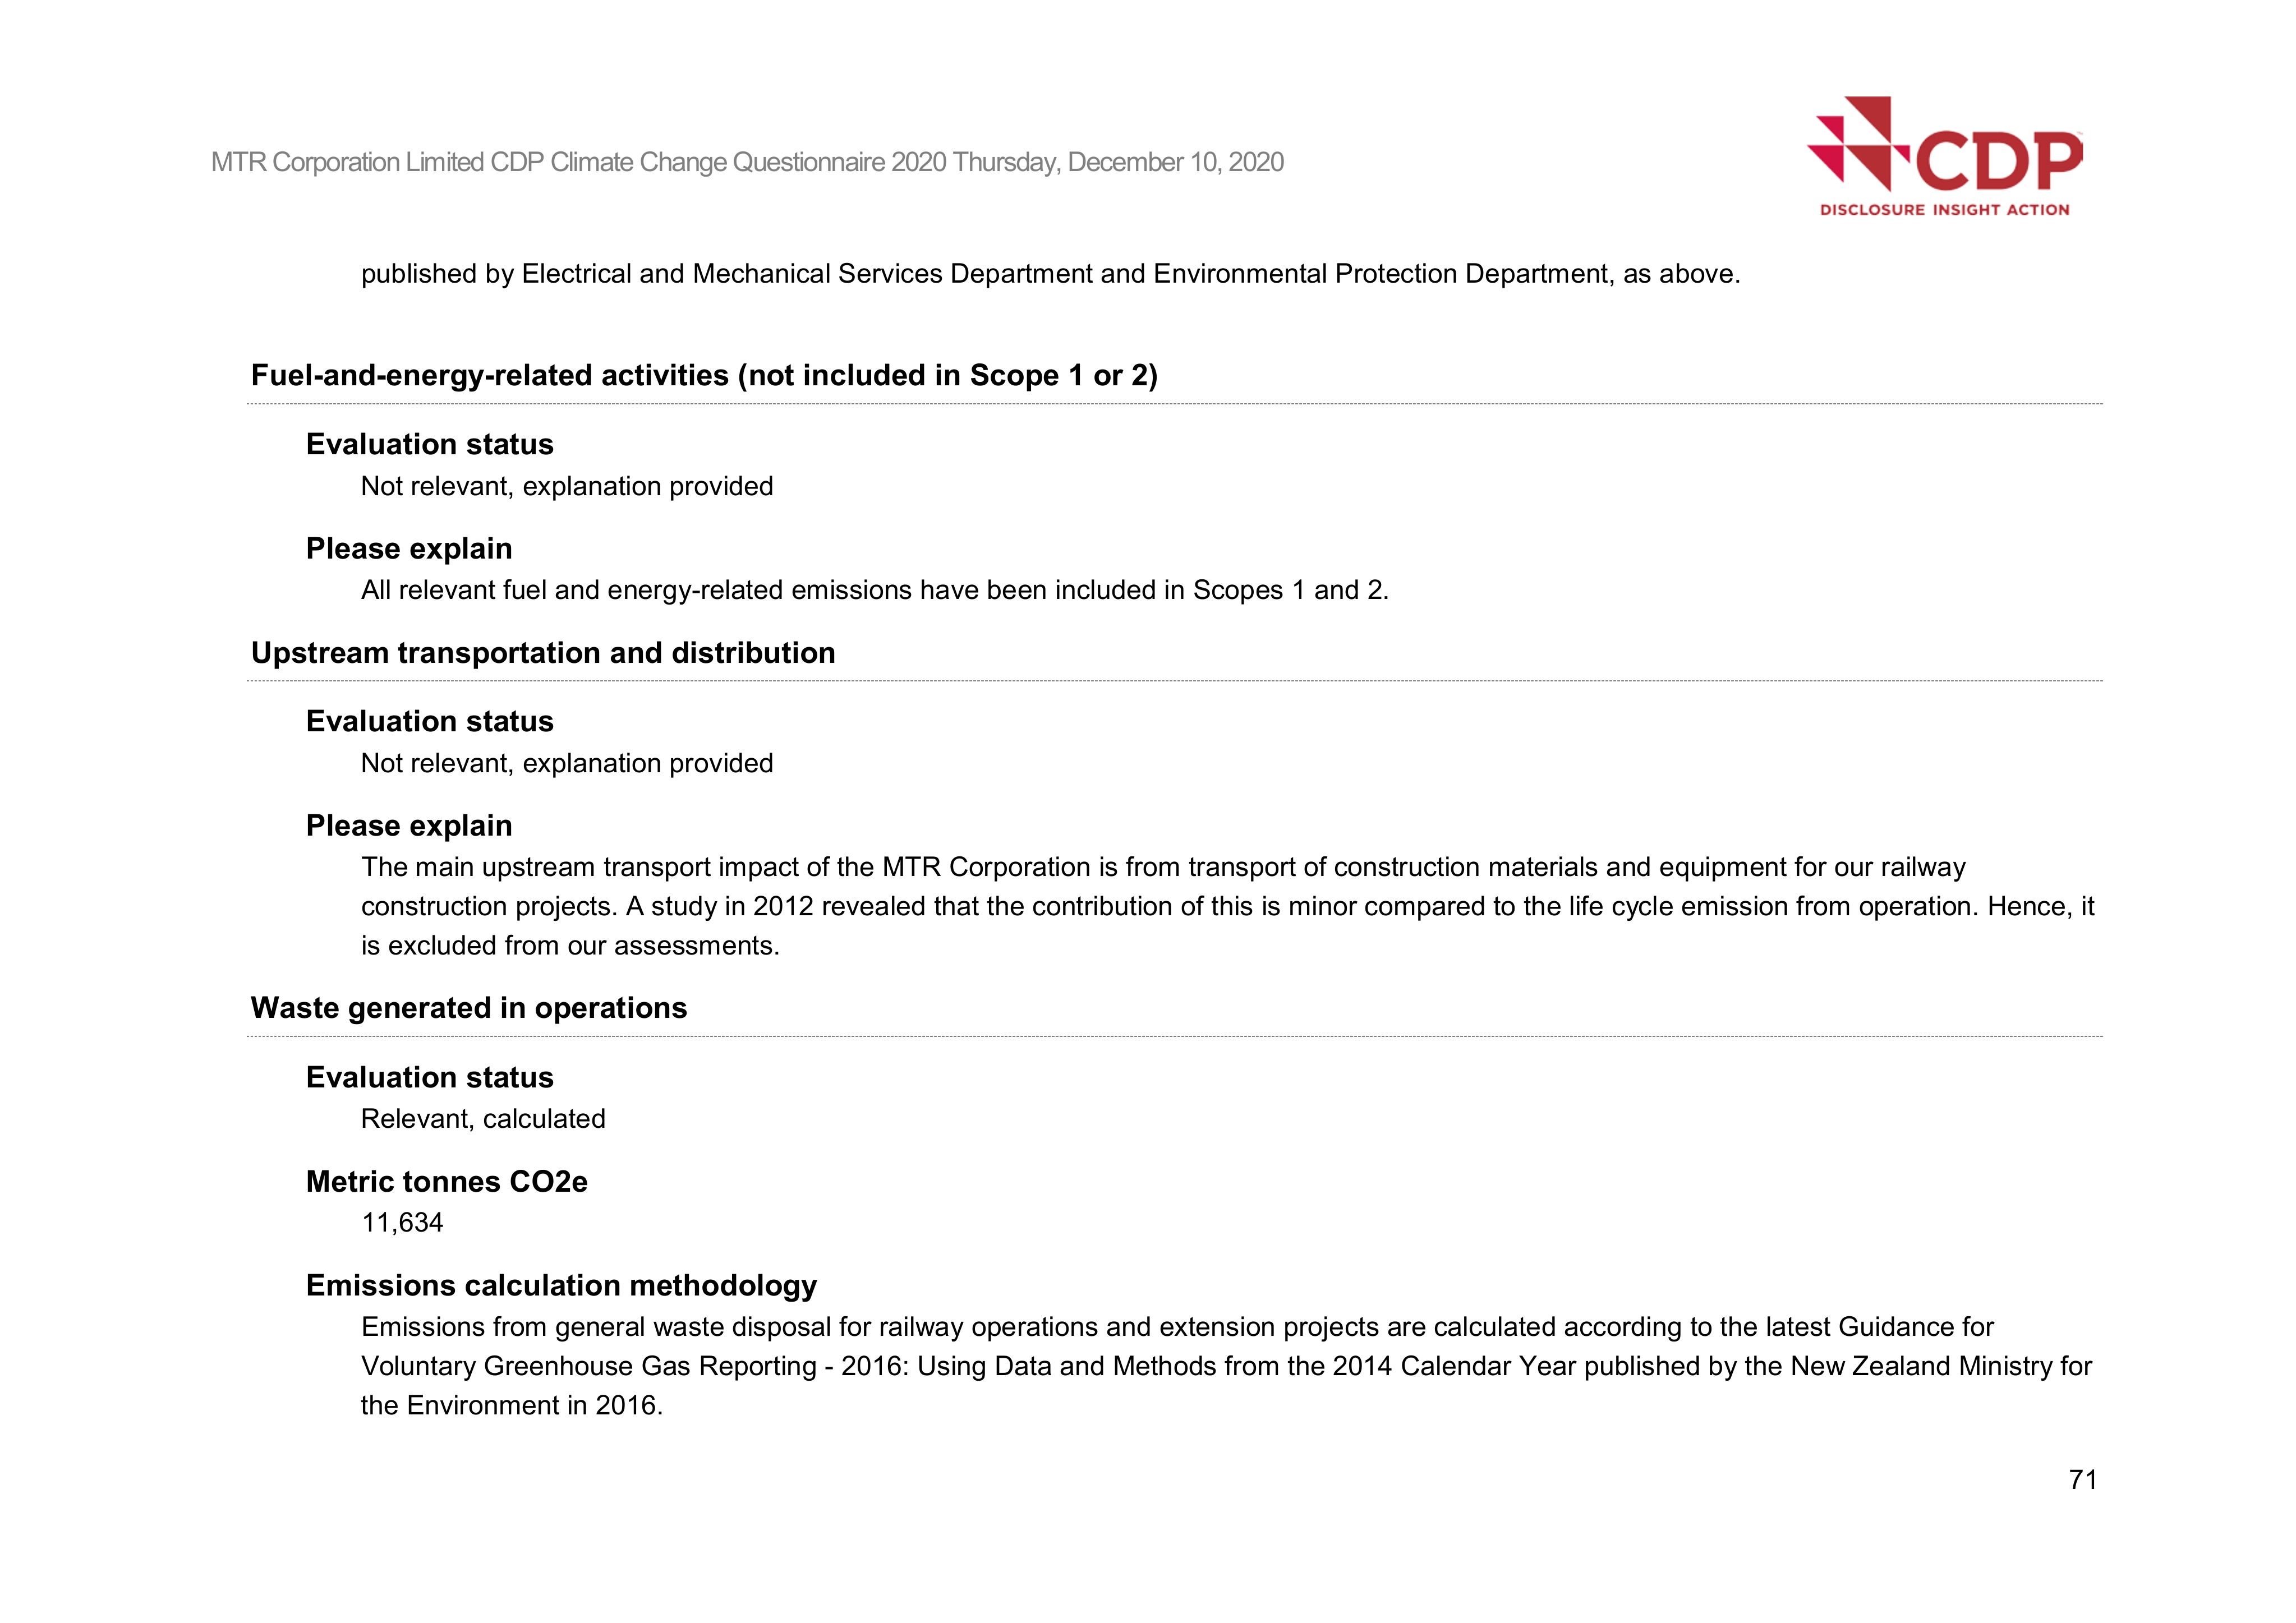 MTR Corporation Limited CDP Climate Change Questionnaire 2020 Thursday, December 10, 2020
CDP
DISCLOSURE INSIGHT ACTION
published by Electrical and Mechanical Services Department and Environmental Protection Department, as above.
Fuel-and-energy-related activities (not included in Scope 1 or 2)
Evaluation status
Not relevant, explanation provided
Please explain
All relevant fuel and energy-related emissions have been included in Scopes 1 and 2.
Upstream transportation and distribution
Evaluation status
Not relevant, explanation provided
Please explain
The main upstream transport impact of the MTR Corporation is from transport of construction materials and equipment for our railway
construction projects. A study in 2012 revealed that the contribution of this is minor compared to the life cycle emission from operation. Hence, it
is excluded from our assessments.
Waste generated in operations
Evaluation status
Relevant, calculated
Metric tonnes CO2e
11,634
Emissions calculation methodology
Emissions from general waste disposal for railway operations and extension projects are calculated according to the latest Guidance for
Voluntary Greenhouse Gas Reporting - 2016: Using Data and Methods from the 2014 Calendar Year published by the New Zealand Ministry for
the Environment in 2016.
71